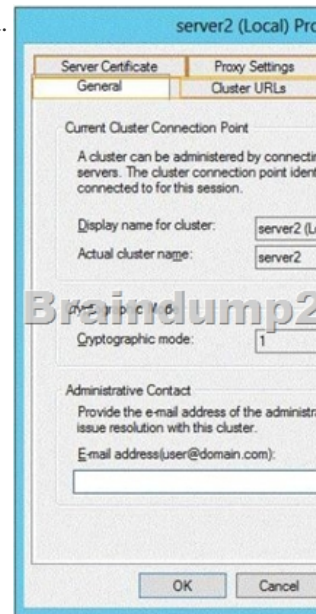 server2 (Local) Pro
Server Certificate Proxy Settings
General Cluster URLs
Current Cluster Connection Point
A cluster can be administered by connectin
servers. The cluster connection point ident
connected to for this session.
Display name for cluster: server2 (L
Actual cluster name: server2
Braindump2
Cryptographic mode: 1
Administrative Contact
Provide the e-mail address of the administra
issue resolution with this cluster.
E-mail address(user@domain.com):
OK Cancel